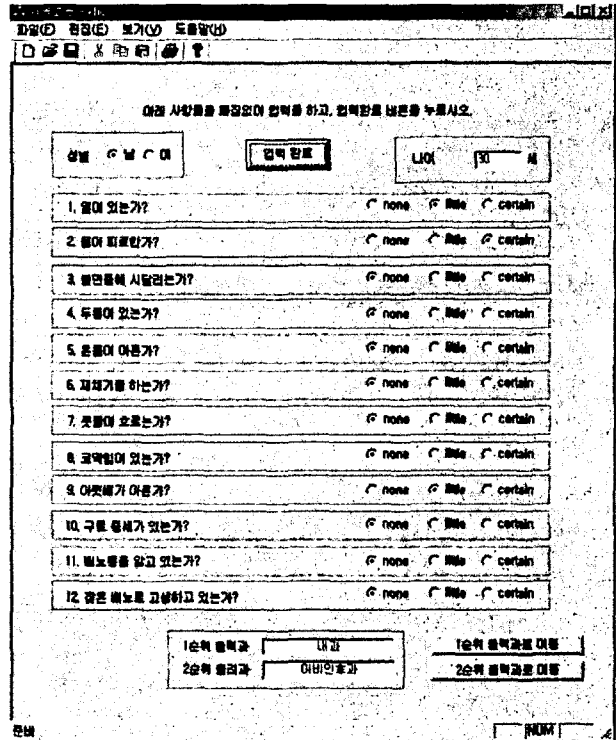 파일(F) 편집(E) 보기(V) 도움말(H)
아래 사항들을 빠짐없이 입력을 하고, 입력완료 버튼을 누르시오.
성별 남 여 입력 완료 나이 30 세
1. 열이 있는가? none little certain
2. 몸이 피로한가? none little certain
3. 불면증에 시달리는가? none little certain
4. 두통이 있는가? none little certain
5. 온몸이 아픈가? none little certain
6. 재채기를 하는가? none little certain
7. 콧물이 흐르는가? none little certain
8. 코막힘이 있는가? none little certain
9. 아랫배가 아픈가? none little certain
10. 구토 증세가 있는가? none little certain
11. 배뇨통을 앓고 있는가? none little certain
12. 잦은 배뇨로 고생하고 있는가? none little certain
1순위 출력과 내과 1순위 출력과로 이동
2순위 출력과 이비인후과 2순위 출력과로 이동
준비 NUM